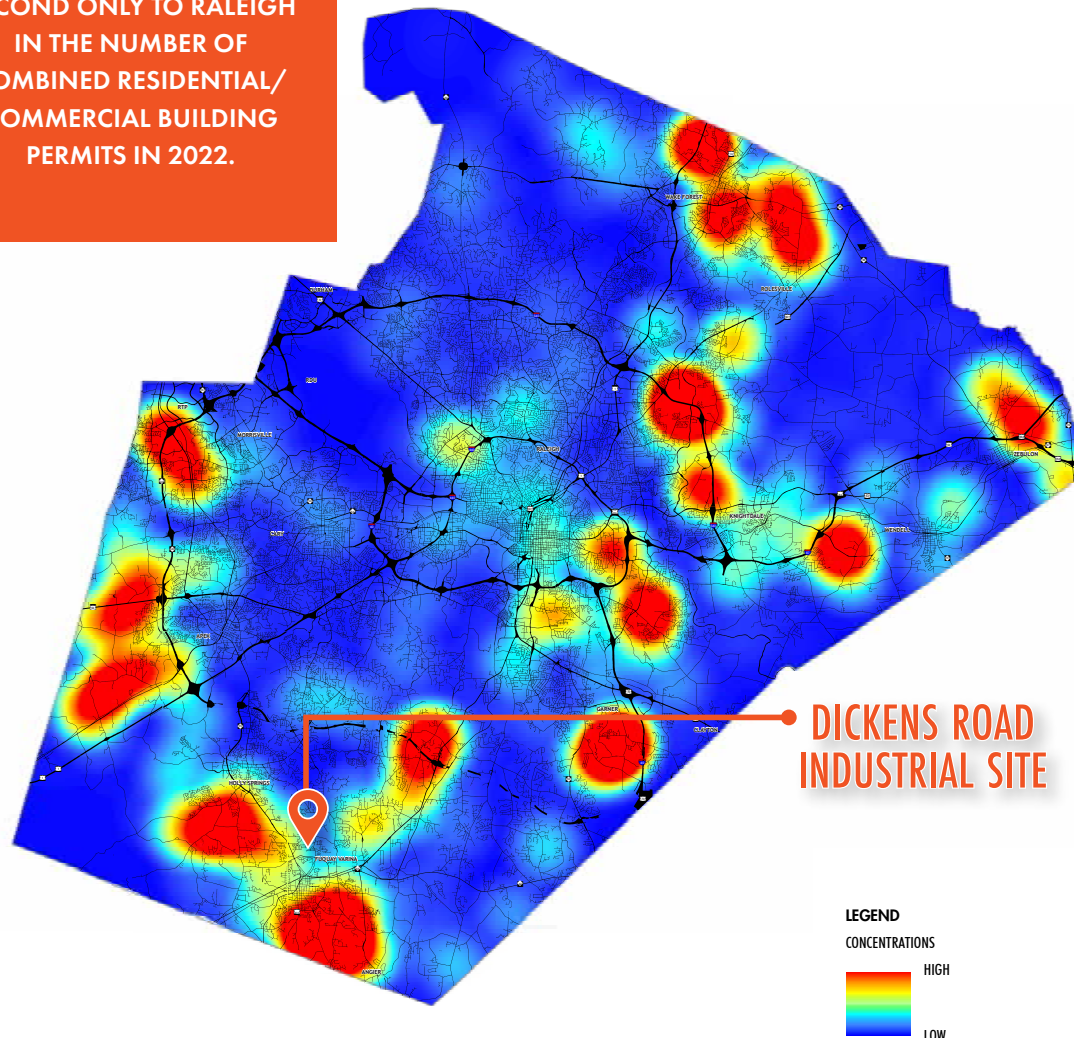 COND ONLY TO RALEIGH
IN THE NUMBER OF
OMBINED RESIDENTIAL/
OMMERCIAL BUILDING
PERMITS IN 2022.
WAKE FOREST
ROLESVILLE
DURHAM
RDU
RTP
MORRISVILLE
RALEIGH
ZEBULON
KNIGHTDALE
WENDELL
CARY
APEX
GARNER
CLAYTON
DICKENS ROAD
INDUSTRIAL SITE
HOLLY SPRINGS
FUQUAY VARINA
ANGIER
LEGEND
CONCENTRATIONS
HIGH
LOW